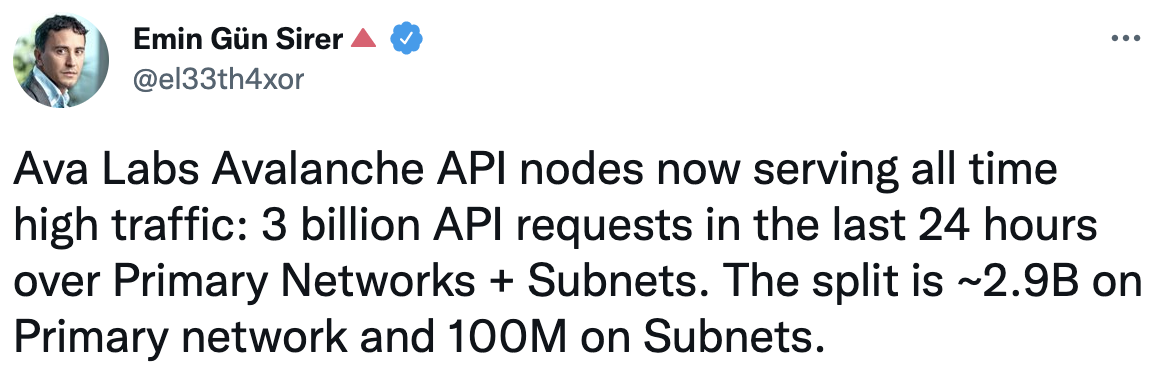 Emin Gün Sirer🔺
@el33th4xor
Ava Labs Avalanche API nodes now serving all time
high traffic: 3 billion API requests in the last 24 hours
over Primary Networks + Subnets. The split is ~2.9B on
Primary network and 100M on Subnets.